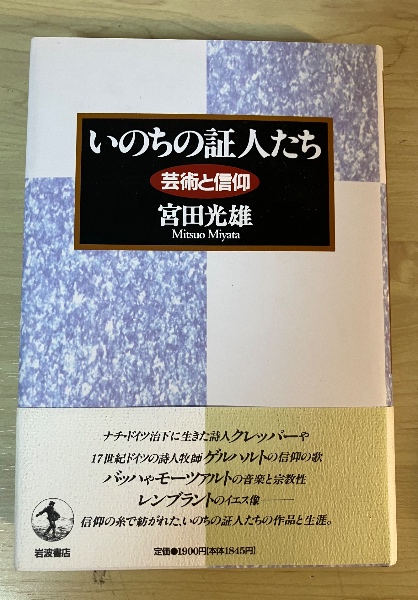 いのちの証人たち
芸術と信仰
宮田光雄
Mitsuo Miyata
ナチ・ドイツ治下に生きた詩人クレッパーや
17世紀ドイツの詩人牧師ゲルハルトの信仰の歌
バッハやモーツァルトの音楽と宗教性
レンブラントのイエス像――
信仰の糸で紡がれた、いのちの証人たちの作品と生涯。
岩波書店
定価●1900円[本体1845円]